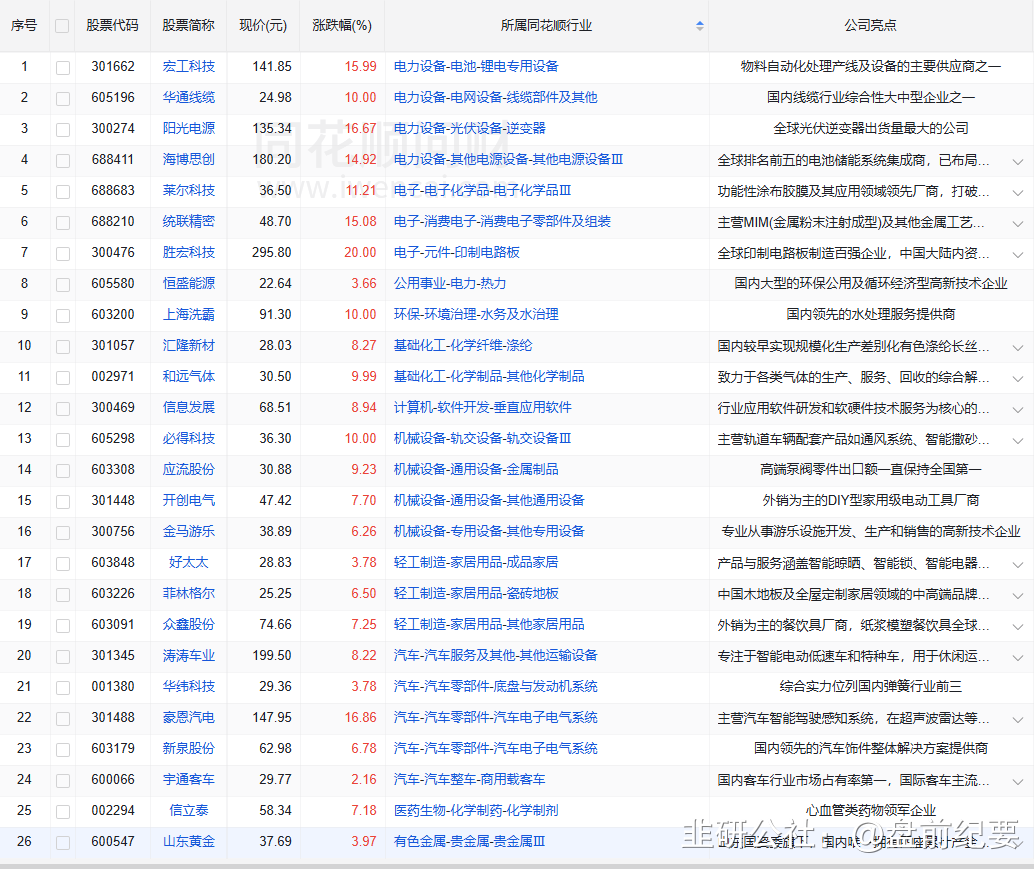 序号 股票代码 股票简称 现价(元) 涨跌幅(%) 所属同花顺行业 公司亮点
1 301662 宏工科技 141.85 15.99 电力设备-电池-锂电专用设备 物料自动化处理产线及设备的主要供应商之一
2 605196 华通线缆 24.98 10.00 电力设备-电网设备-线缆部件及其他 国内线缆行业综合性大中型企业之一
3 300274 阳光电源 135.34 16.67 电力设备-光伏设备-逆变器 全球光伏逆变器出货量最大的公司
4 688411 海博思创 180.20 14.92 电力设备-其他电源设备-其他电源设备Ⅲ 全球排名前五的电池储能系统集成商，已布局...
5 688683 莱尔科技 36.50 11.21 电子-电子化学品-电子化学品Ⅲ 功能性涂布胶膜及其应用领域领先厂商，打破...
6 688210 统联精密 48.70 15.08 电子-消费电子-消费电子零部件及组装 主营MIM(金属粉末注射成型)及其他金属工艺...
7 300476 胜宏科技 295.80 20.00 电子-元件-印制电路板 全球印制电路板制造百强企业，中国大陆内资...
8 605580 恒盛能源 22.64 3.66 公用事业-电力-热力 国内大型的环保公用及循环经济型高新技术企业
9 603200 上海洗霸 91.30 10.00 环保-环境治理-水务及水治理 国内领先的水处理服务提供商
10 301057 汇隆新材 28.03 8.27 基础化工-化学纤维-涤纶 国内较早实现规模化生产差别化有色涤纶长丝...
11 002971 和远气体 30.50 9.99 基础化工-化学制品-其他化学制品 致力于各类气体的生产、服务、回收的综合解...
12 300469 信息发展 68.51 8.94 计算机-软件开发-垂直应用软件 行业应用软件研发和软硬件技术服务为核心的...
13 605298 必得科技 36.30 10.00 机械设备-轨交设备-轨交设备Ⅲ 主营轨道车辆配套产品如通风系统、智能撒砂...
14 603308 应流股份 30.88 9.23 机械设备-通用设备-金属制品 高端泵阀零件出口额一直保持全国第一
15 301448 开创电气 47.42 7.70 机械设备-通用设备-其他通用设备 外销为主的DIY型家用级电动工具厂商
16 300756 金马游乐 38.89 6.26 机械设备-专用设备-其他专用设备 专业从事游乐设施开发、生产和销售的高新技术企业
17 603848 好太太 28.83 3.78 轻工制造-家居用品-成品家居 产品与服务涵盖智能晾晒、智能锁、智能电器...
18 603226 菲林格尔 25.25 6.50 轻工制造-家居用品-瓷砖地板 中国木地板及全屋定制家居领域的中高端品牌...
19 603091 众鑫股份 74.66 7.25 轻工制造-家居用品-其他家居用品 外销为主的餐饮具厂商，纸浆模塑餐饮具全球...
20 301345 涛涛车业 199.50 8.22 汽车-汽车服务及其他-其他运输设备 专注于智能电动低速车和特种车，用于休闲运...
21 001380 华纬科技 29.36 3.78 汽车-汽车零部件-底盘与发动机系统 综合实力位列国内弹簧行业前三
22 301488 豪恩汽电 147.95 16.86 汽车-汽车零部件-汽车电子电气系统 主营汽车智能驾驶感知系统，在超声波雷达等...
23 603179 新泉股份 62.98 6.78 汽车-汽车零部件-汽车电子电气系统 国内领先的汽车饰件整体解决方案提供商
24 600066 宇通客车 29.77 2.16 汽车-汽车整车-商用载客车 国内客车行业市场占有率第一，国际客车主流...
25 002294 信立泰 58.34 7.18 医药生物-化学制药-化学制剂 心血管类药物领军企业
26 600547 山东黄金 37.69 3.97 有色金属-贵金属-贵金属Ⅲ
韭研公社 @盘前纪要